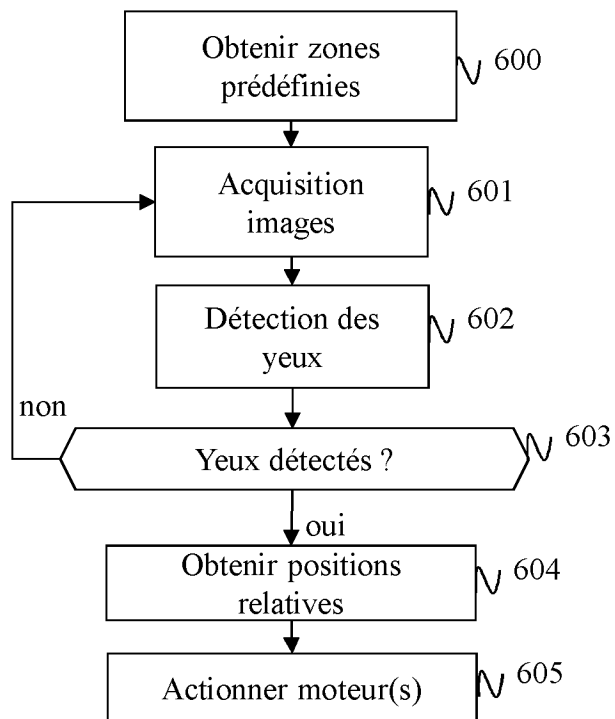 Obtenir zones
prédéfinies
600
Acquisition
images
601
Détection des
yeux
602
non
Yeux détectés ?
603
oui
Obtenir positions
relatives
604
Actionner moteur(s)
605